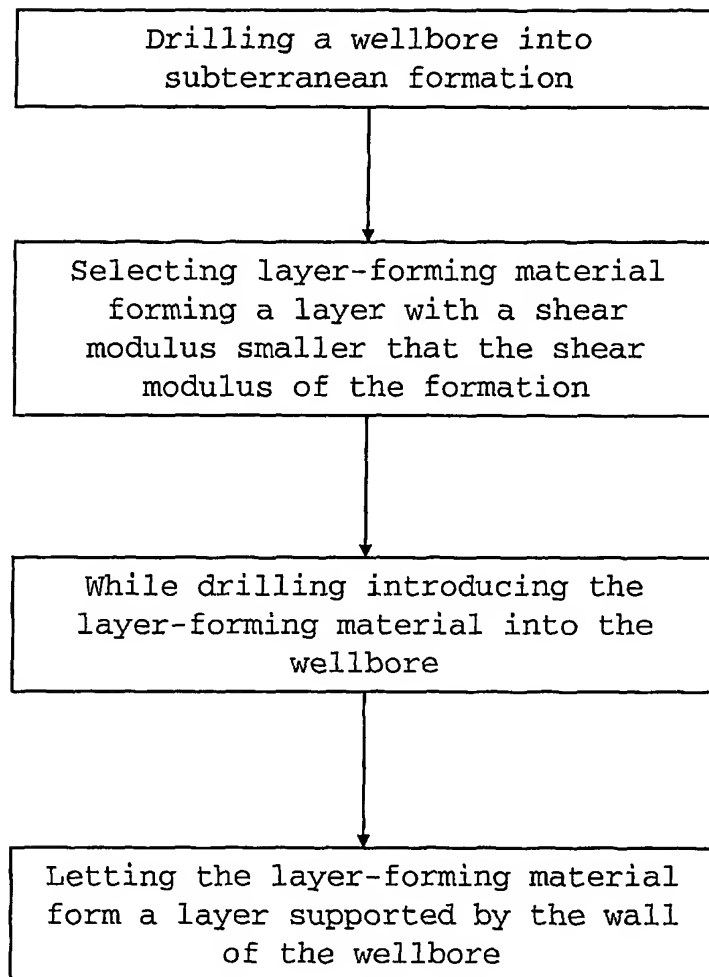 Drilling a wellbore into
subterranean formation
Selecting layer-forming material
forming a layer with a shear
modulus smaller that the shear
modulus of the formation
While drilling introducing the
layer-forming material into the
wellbore
Letting the layer-forming material
form a layer supported by the wall
of the wellbore